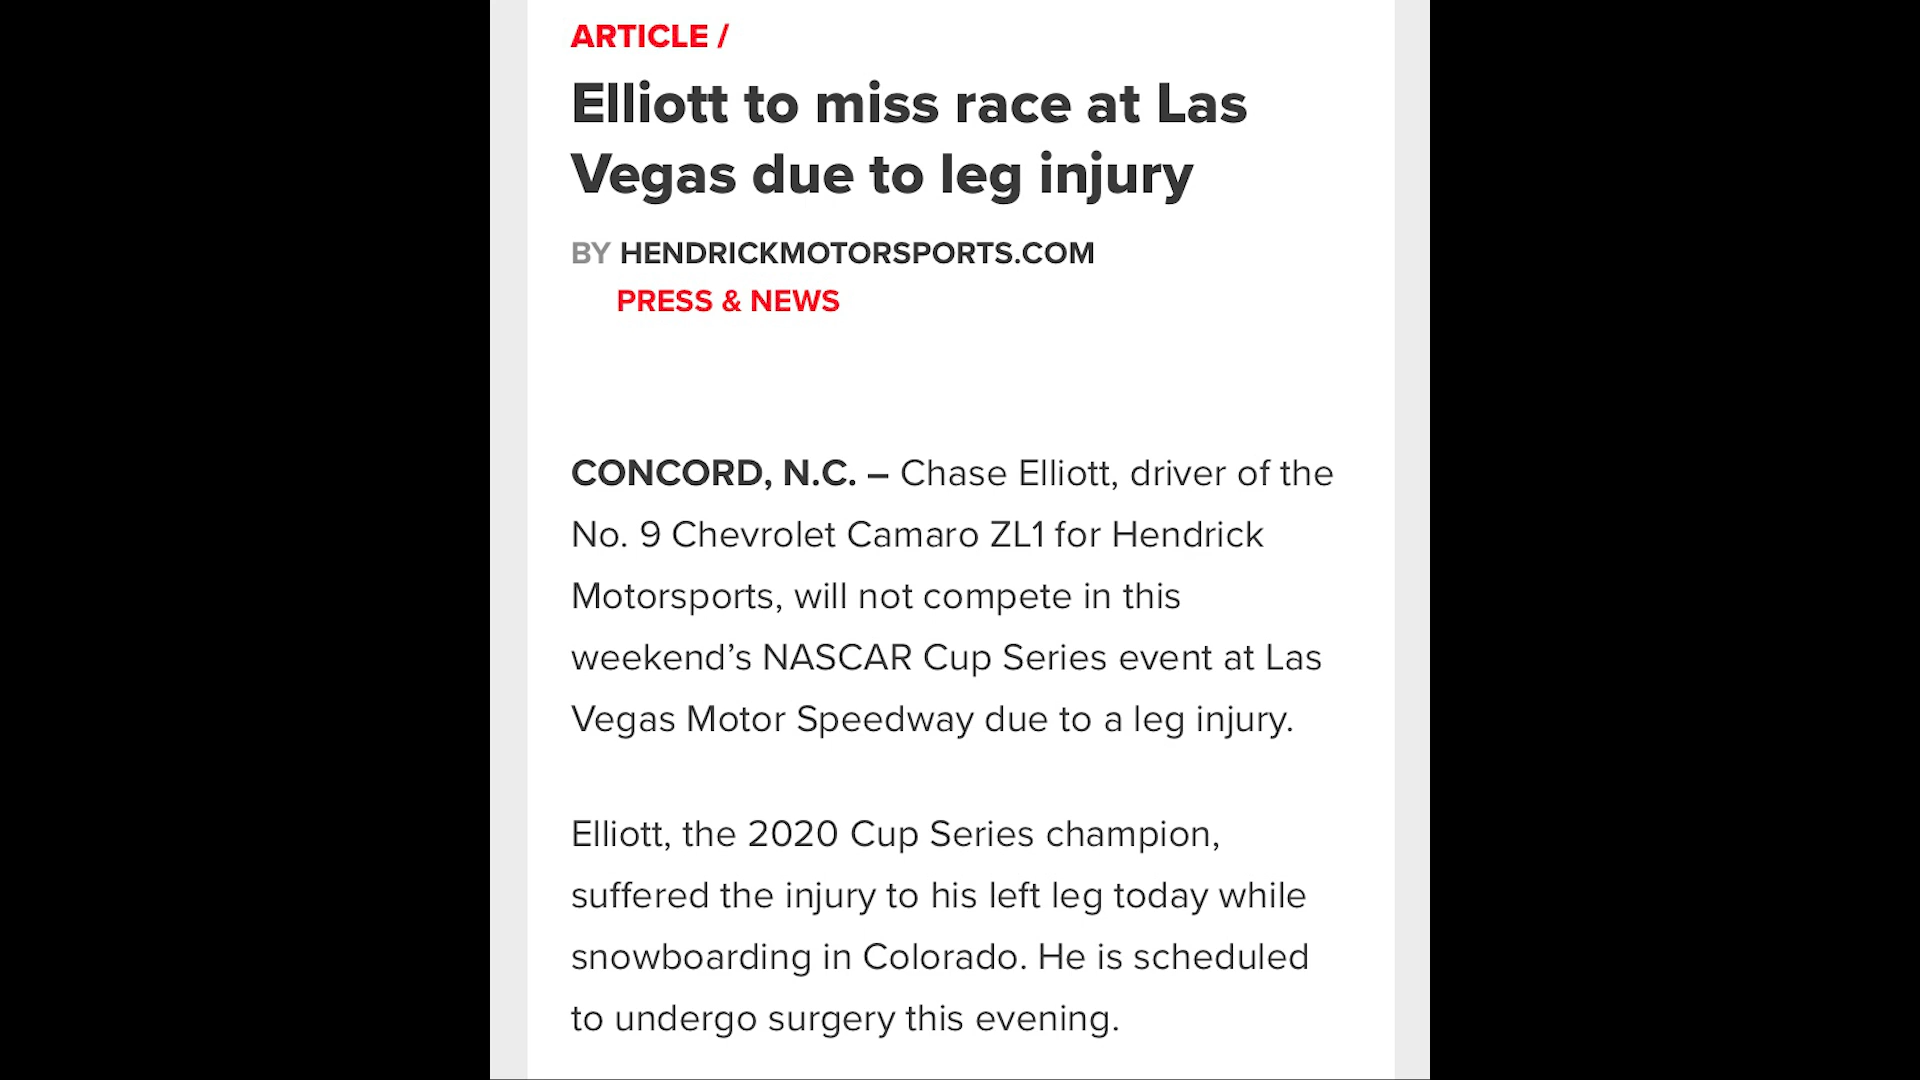 ARTICLE /
Elliott to miss race at Las
Vegas due to leg injury
BY HENDRICKMOTORSPORTS.COM
PRESS & NEWS
CONCORD, N.C. – Chase Elliott, driver of the
No. 9 Chevrolet Camaro ZL1 for Hendrick
Motorsports, will not compete in this
weekend’s NASCAR Cup Series event at Las
Vegas Motor Speedway due to a leg injury.
Elliott, the 2020 Cup Series champion,
suffered the injury to his left leg today while
snowboarding in Colorado. He is scheduled
to undergo surgery this evening.